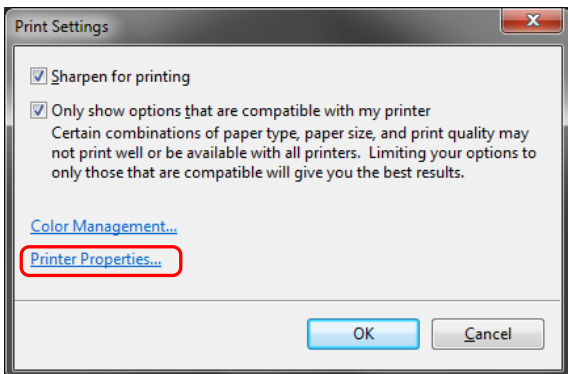 Print Settings
Sharpen for printing
Only show options that are compatible with my printer
Certain combinations of paper type, paper size, and print quality may
not print well or be available with all printers.  Limiting your options to
only those that are compatible will give you the best results.
Color Management...
Printer Properties...
OK
Cancel